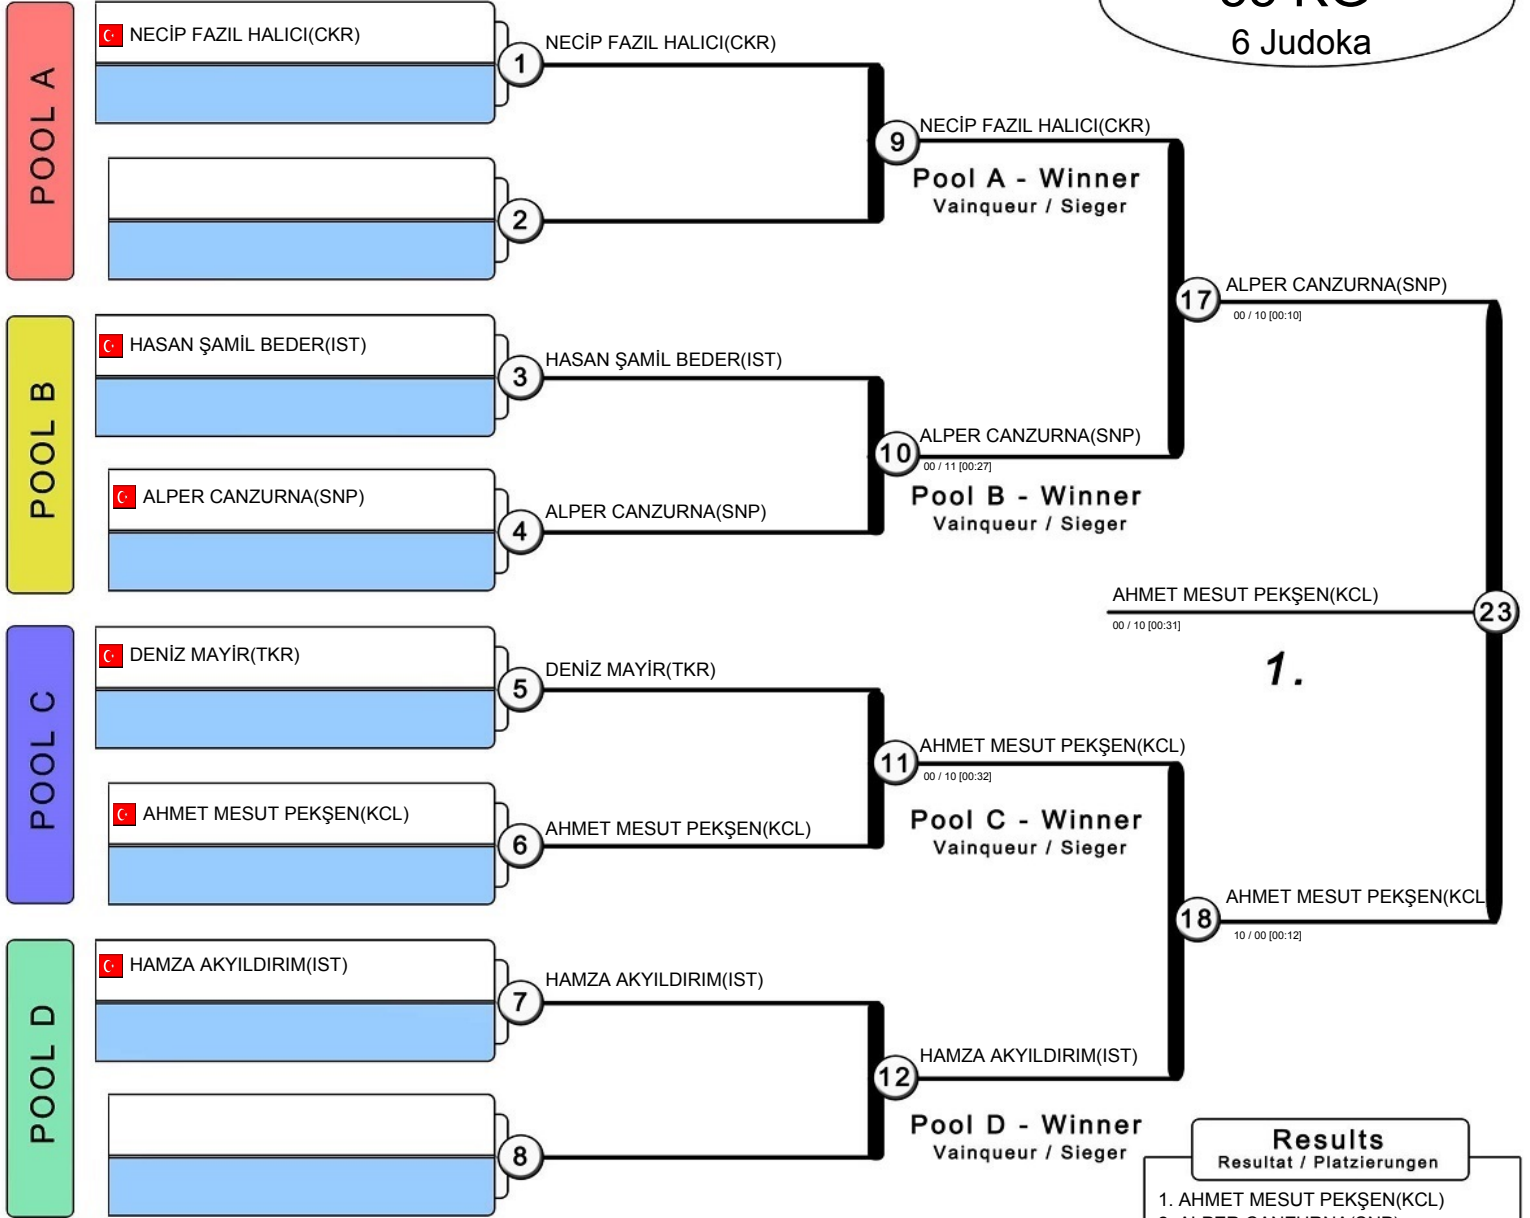 6 Judoka
POOL A
NECİP FAZIL HALICI(CKR)
1
NECİP FAZIL HALICI(CKR)
2
9
NECİP FAZIL HALICI(CKR)
Pool A - Winner
Vainqueur / Sieger
17
ALPER CANZURNA(SNP)
00 / 10 [00:10]
POOL B
HASAN ŞAMİL BEDER(IST)
3
HASAN ŞAMİL BEDER(IST)
ALPER CANZURNA(SNP)
4
ALPER CANZURNA(SNP)
10
ALPER CANZURNA(SNP)
00 / 11 [00:27]
Pool B - Winner
Vainqueur / Sieger
AHMET MESUT PEKŞEN(KCL)
00 / 10 [00:31]
23
1.
POOL C
DENİZ MAYİR(TKR)
5
DENİZ MAYİR(TKR)
AHMET MESUT PEKŞEN(KCL)
6
AHMET MESUT PEKŞEN(KCL)
11
AHMET MESUT PEKŞEN(KCL)
00 / 10 [00:32]
Pool C - Winner
Vainqueur / Sieger
18
AHMET MESUT PEKŞEN(KCL
10 / 00 [00:12]
POOL D
HAMZA AKYILDIRIM(IST)
7
HAMZA AKYILDIRIM(IST)
8
12
HAMZA AKYILDIRIM(IST)
Pool D - Winner
Vainqueur / Sieger
Results
Resultat / Platzierungen
1. AHMET MESUT PEKŞEN(KCL)